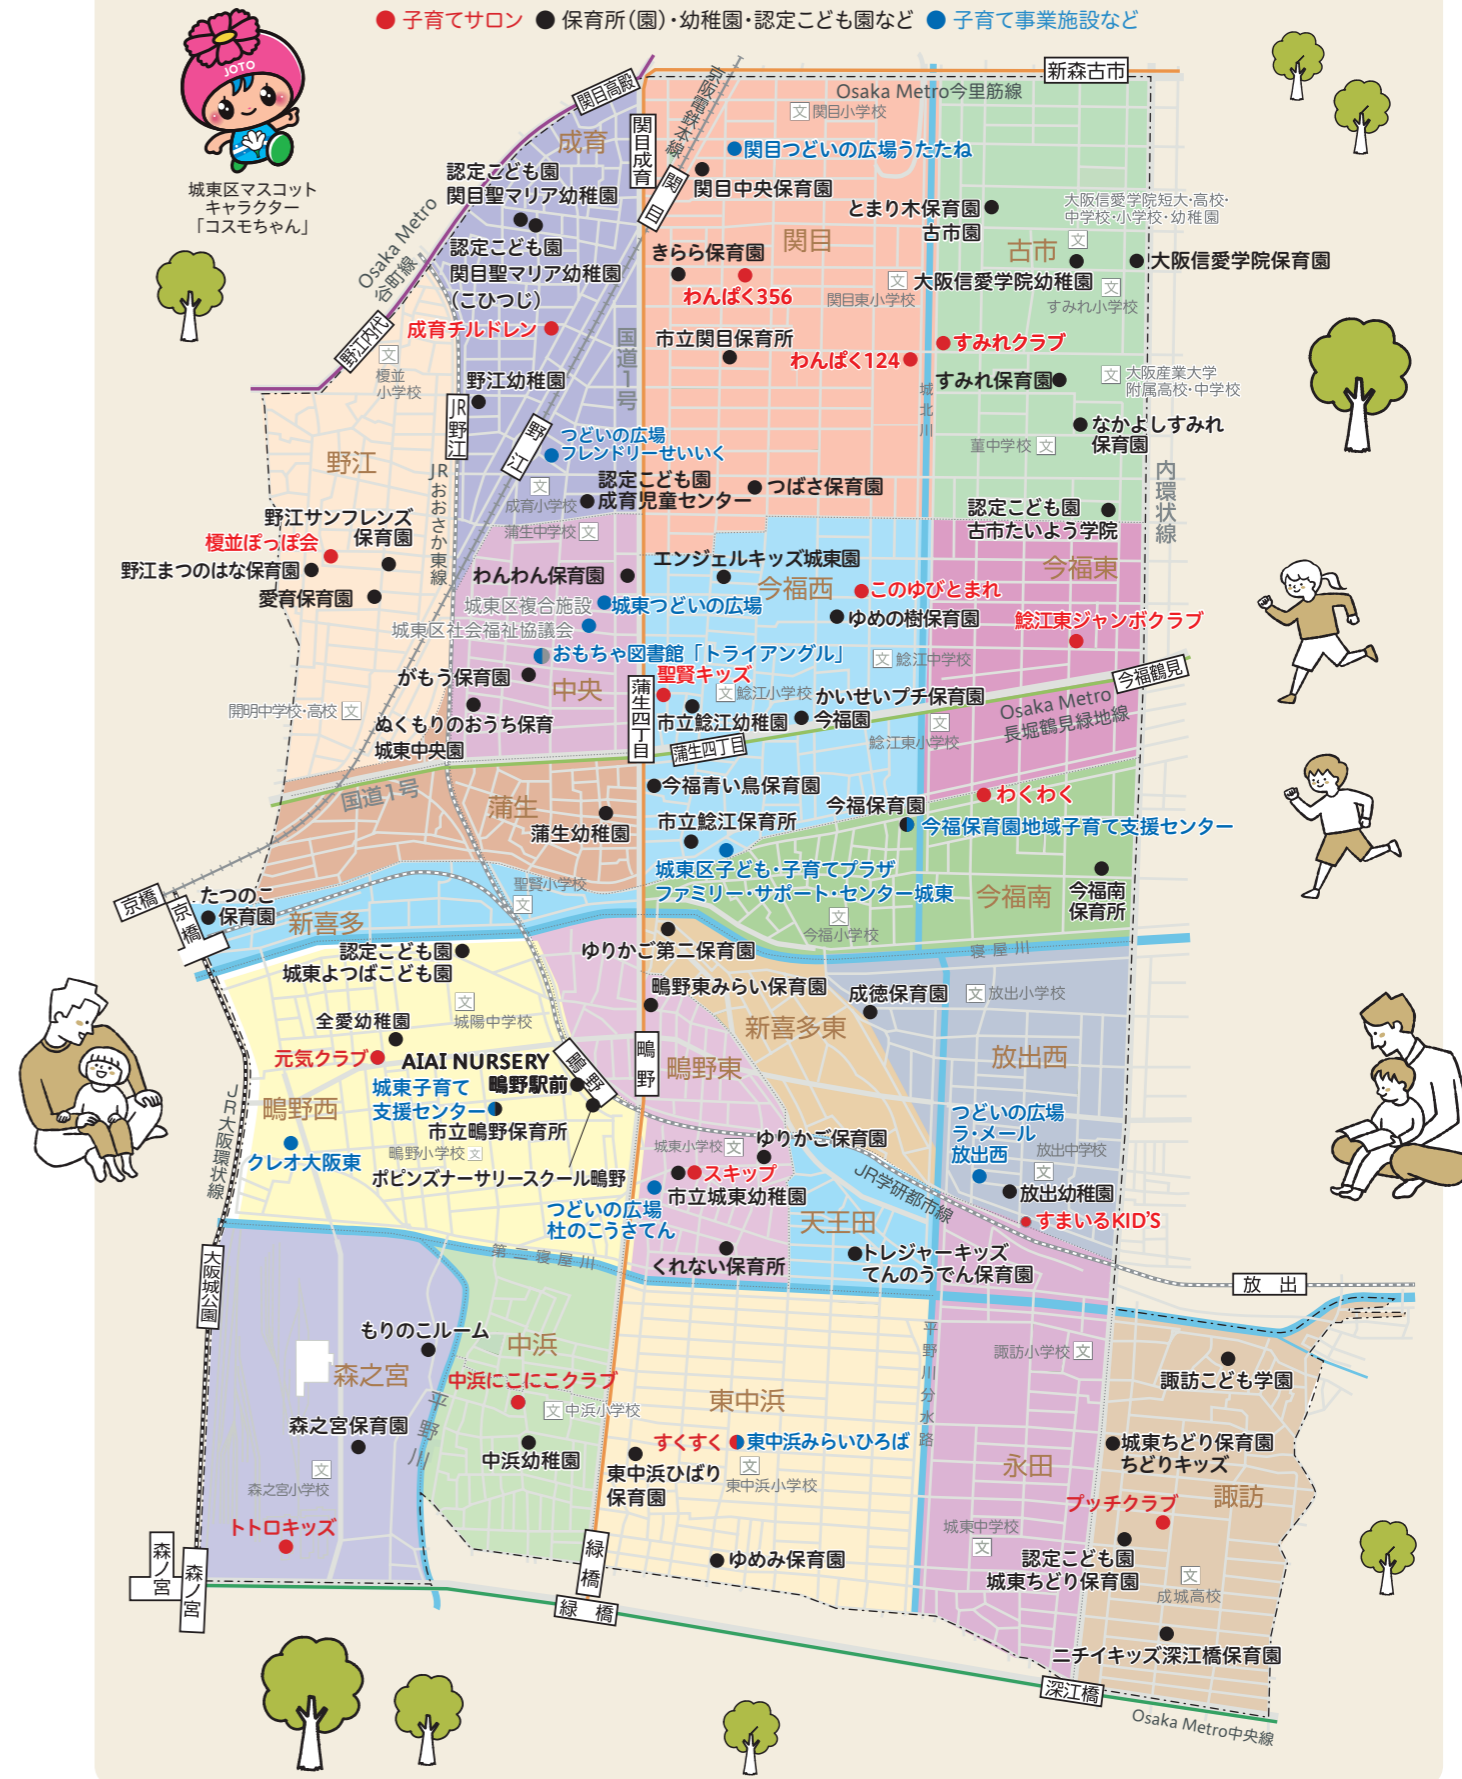 ● 子育てサロン ● 保育所(園)・幼稚園・認定こども園など ● 子育て事業施設など
JOTO
城東区マスコット
キャラクター
「コスモちゃん」
新森古市
Osaka Metro今里筋線
関目高殿
関目成育
京阪電鉄本線
関目
Osaka Metro
谷町線
野江内代
成育
文 関目小学校
関目つどいの広場うたたね
関目中央保育園
認定こども園
関目聖マリア幼稚園
認定こども園
関目聖マリア幼稚園
(こひつじ)
とまり木保育園
古市園
大阪信愛学院短大・高校・
中学校・小学校・幼稚園
文
古市
関目
きらら保育園
わんぱく356
大阪信愛学院保育園
大阪信愛学院幼稚園
文
関目東小学校
文
すみれ小学校
成育チルドレン
国道1号
市立関目保育所
わんぱく124
すみれクラブ
城北川
すみれ保育園
文 大阪産業大学
附属高校・中学校
文
榎並
小学校
野江幼稚園
JR野江
野江
なかよしすみれ
保育園
菫中学校 文
内環状線
つどいの広場
フレンドリーせいいく
野江
JRおおさか東線
文
成育小学校
認定こども園
成育児童センター
つばさ保育園
認定こども園
古市たいよう学院
野江サンフレンズ
保育園
榎並ぽっぽ会
野江まつのはな保育園
愛育保育園
蒲生中学校 文
わんわん保育園
エンジェルキッズ城東園
今福西
今福東
このゆびとまれ
ゆめの樹保育園
鯰江東ジャンボクラブ
城東区複合施設
城東つどいの広場
城東区社会福祉協議会
おもちゃ図書館「トライアングル」
文 鯰江中学校
がもう保育園
中央
聖賢キッズ
文 鯰江小学校
かいせいプチ保育園
今福鶴見
開明中学校・高校 文
ぬくもりのおうち保育
城東中央園
蒲生四丁目
市立鯰江幼稚園
今福園
文
鯰江東小学校
Osaka Metro
長堀鶴見緑地線
蒲生四丁目
国道1号
蒲生
蒲生幼稚園
今福青い鳥保育園
わくわく
市立鯰江保育所
今福保育園
今福保育園地域子育て支援センター
城東区子ども・子育てプラザ
ファミリー・サポート・センター城東
今福南
今福南
保育所
文
今福小学校
京橋
京橋
たつのこ
保育園
新喜多
聖賢小学校
文
寝屋川
認定こども園
城東よつばこども園
ゆりかご第二保育園
鴫野東みらい保育園
成徳保育園
文 放出小学校
文
城陽中学校
新喜多東
放出西
全愛幼稚園
元気クラブ
AIAI NURSERY
鴫野駅前
鴫野
鴫野
鴫野東
城東子育て
支援センター
市立鴫野保育所
鴫野西
クレオ大阪東
鴫野小学校 文
ポピンズナーサリースクール鴫野
JR大阪環状線
城東小学校 文
ゆりかご保育園
スキップ
市立城東幼稚園
つどいの広場
杜のこうさてん
つどいの広場
ラ・メール
放出西
放出中学校
文
放出幼稚園
すまいるKID'S
JR学研都市線
天王田
トレジャーキッズ
てんのうでん保育園
くれない保育所
第二寝屋川
大阪城公園
放出
もりのこルーム
森之宮
森之宮保育園
文
森之宮小学校
トトロキッズ
平野川
中浜
中浜にこにこクラブ
文 中浜小学校
中浜幼稚園
東中浜
すくすく
東中浜みらいひろば
東中浜ひばり
保育園
文
東中浜小学校
平野川分水路
諏訪小学校 文
諏訪こども学園
城東ちどり保育園
ちどりキッズ
永田
諏訪
プッチクラブ
城東中学校
文
認定こども園
城東ちどり保育園
文
成城高校
ゆめみ保育園
ニチイキッズ深江橋保育園
森ノ宮
森ノ宮
緑橋
緑橋
深江橋
Osaka Metro中央線